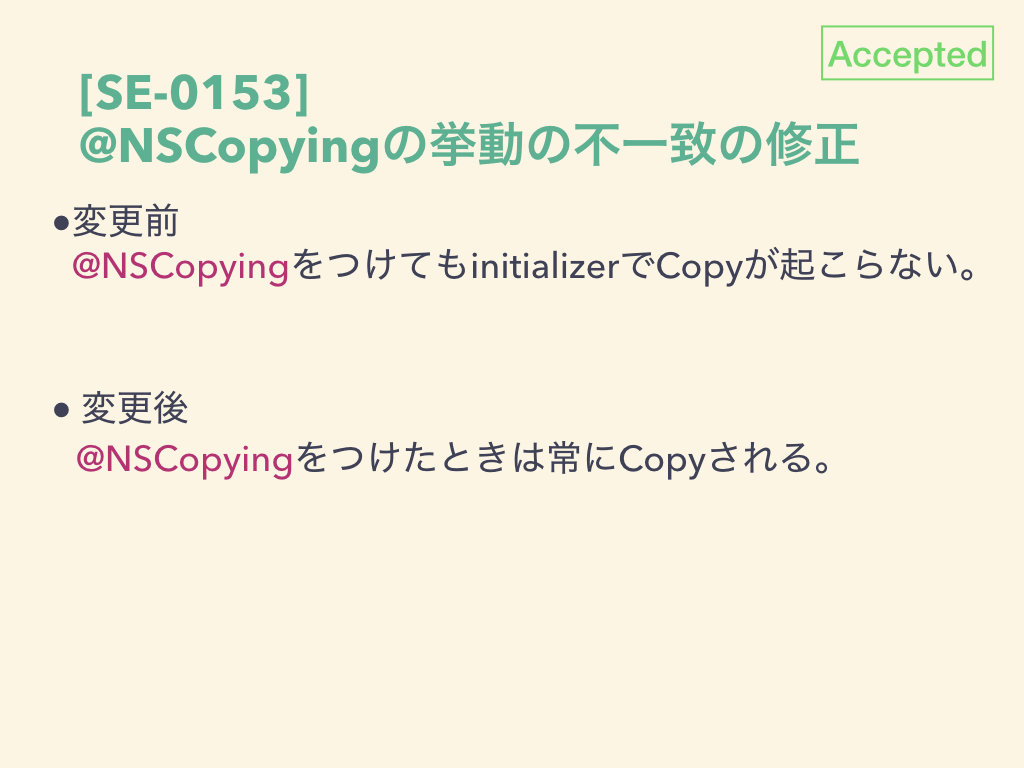 Accepted
[SE-0153]
@NSCopyingの挙動の不一致の修正
●変更前
@NSCopyingをつけてもinitializerでCopyが起こらない。
● 変更後
@NSCopyingをつけたときは常にCopyされる。